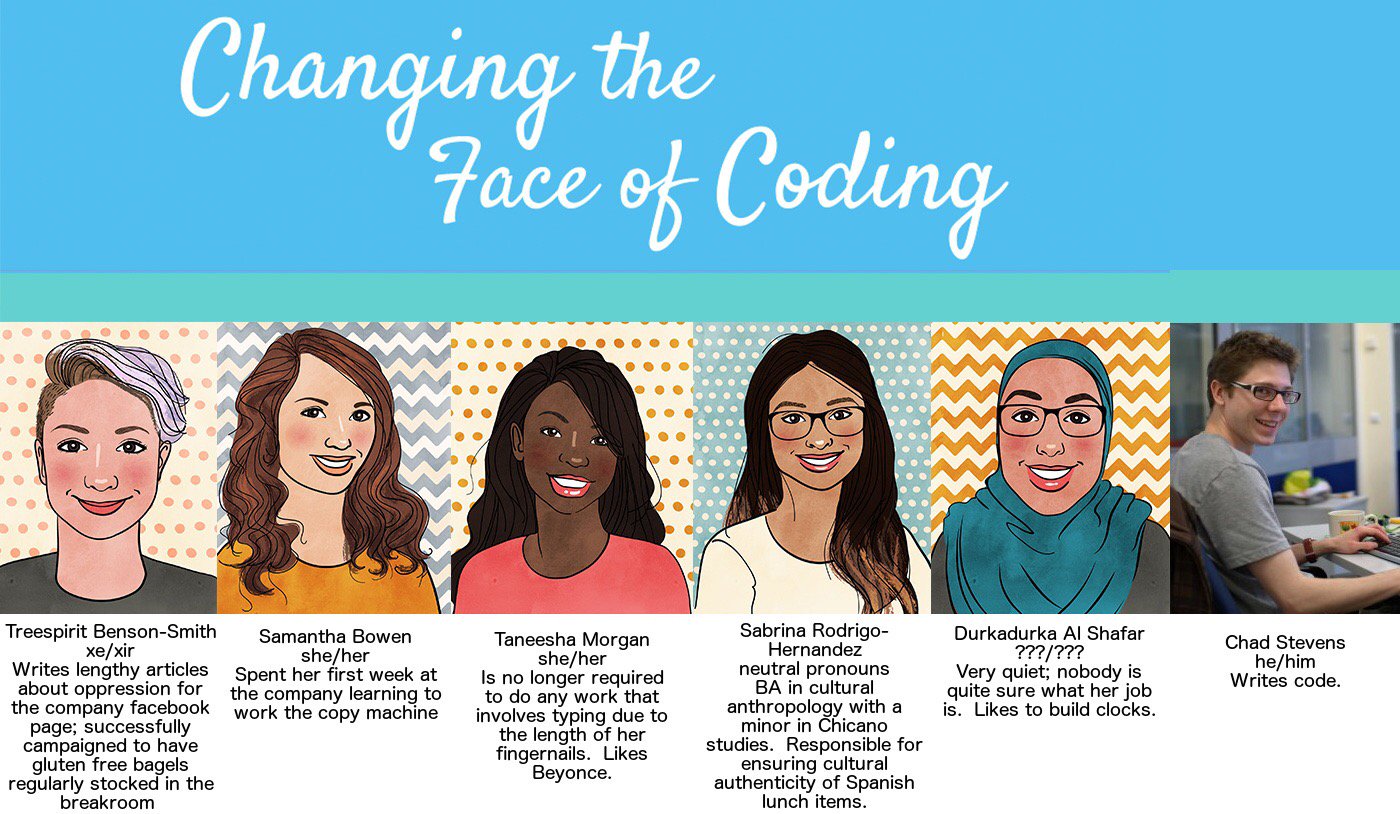 Changing the
Face of Coding
Treespirit Benson-Smith
xe/xir
Writes lengthy articles
about oppression for
the company facebook
page; successfully
campaigned to have
gluten free bagels
regularly stocked in the
breakroom
Samantha Bowen
she/her
Spent her first week at
the company learning to
work the copy machine
Taneesha Morgan
she/her
Is no longer required
to do any work that
involves typing due to
the length of her
fingernails.  Likes
Beyonce.
Sabrina Rodrigo-
Hernandez
neutral pronouns
BA in cultural
anthropology with a
minor in Chicano
studies.  Responsible for
ensuring cultural
authenticity of Spanish
lunch items.
Durkadurka Al Shafar
???/???
Very quiet; nobody is
quite sure what her job
is.  Likes to build clocks.
Chad Stevens
he/him
Writes code.